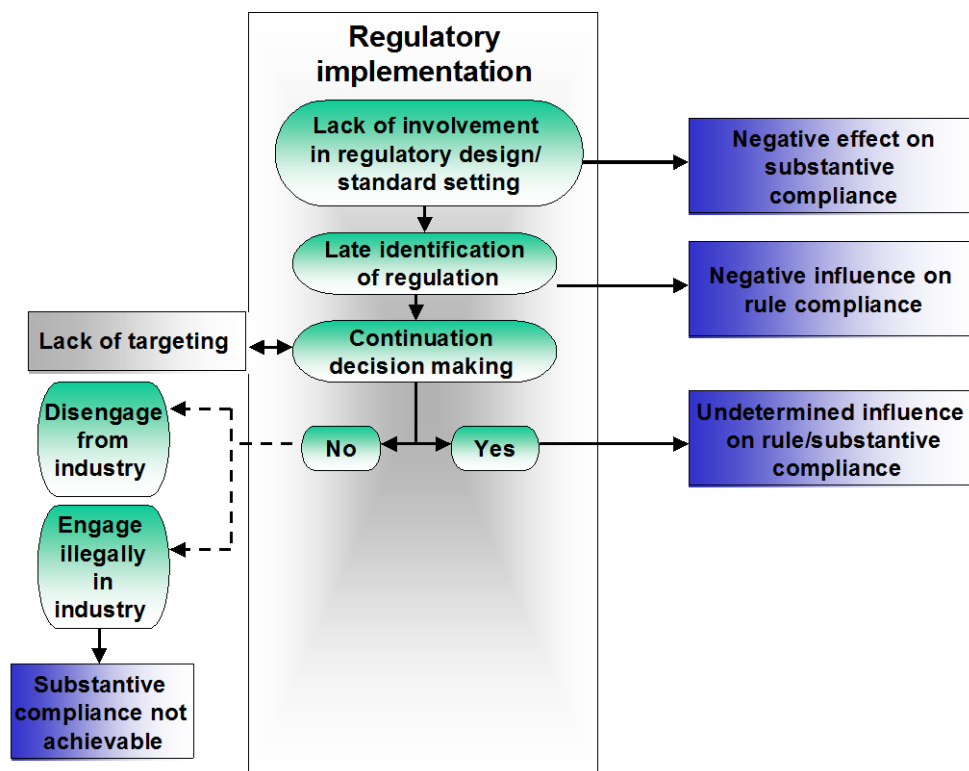 Regulatory
implementation
Lack of involvement
in regulatory design/
standard setting
Negative effect on
substantive
compliance
Late identification
of regulation
Negative influence on
rule compliance
Lack of targeting
Continuation
decision making
Disengage
from
industry
No
Yes
Undetermined influence
on rule/substantive
compliance
Engage
illegally
in
industry
Substantive
compliance not
achievable